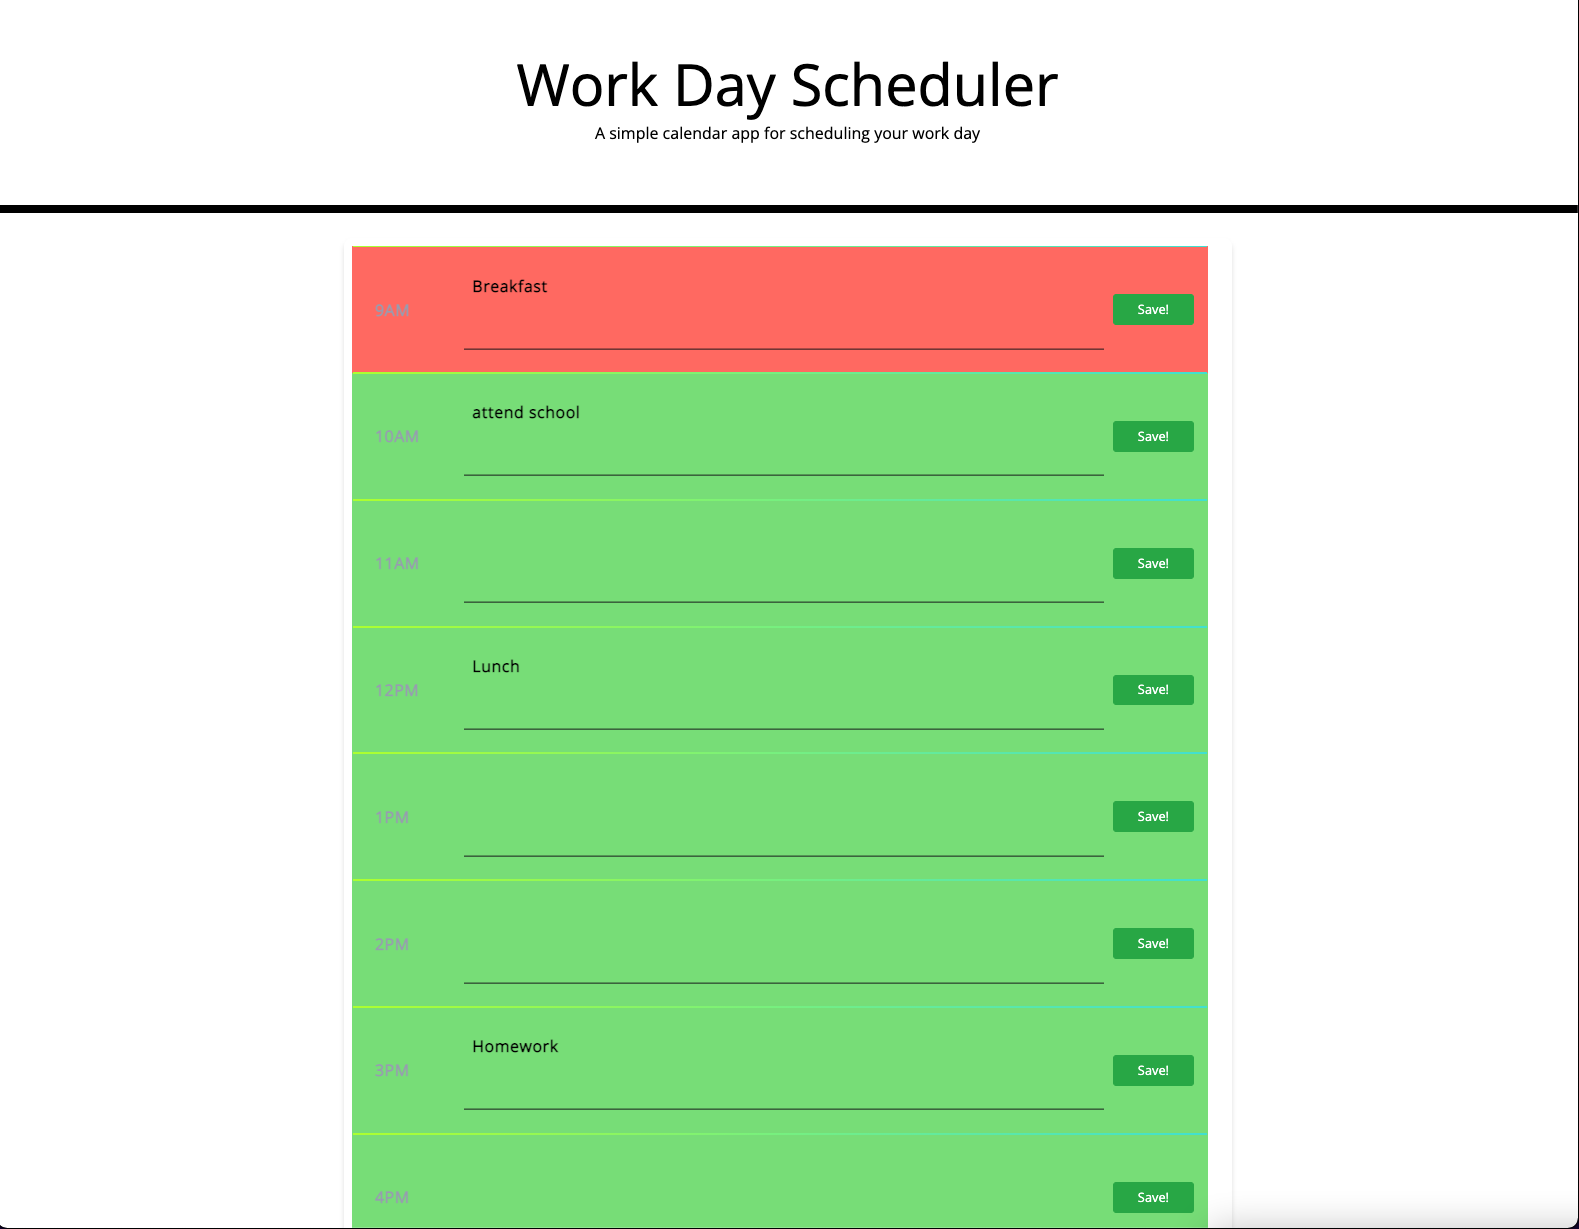 Work Day Scheduler
A simple calendar app for scheduling your work day
Breakfast
9AM
Save!
attend school
10AM
Save!
11AM
Save!
Lunch
12PM
Save!
1PM
Save!
2PM
Save!
Homework
3PM
Save!
4PM
Save!